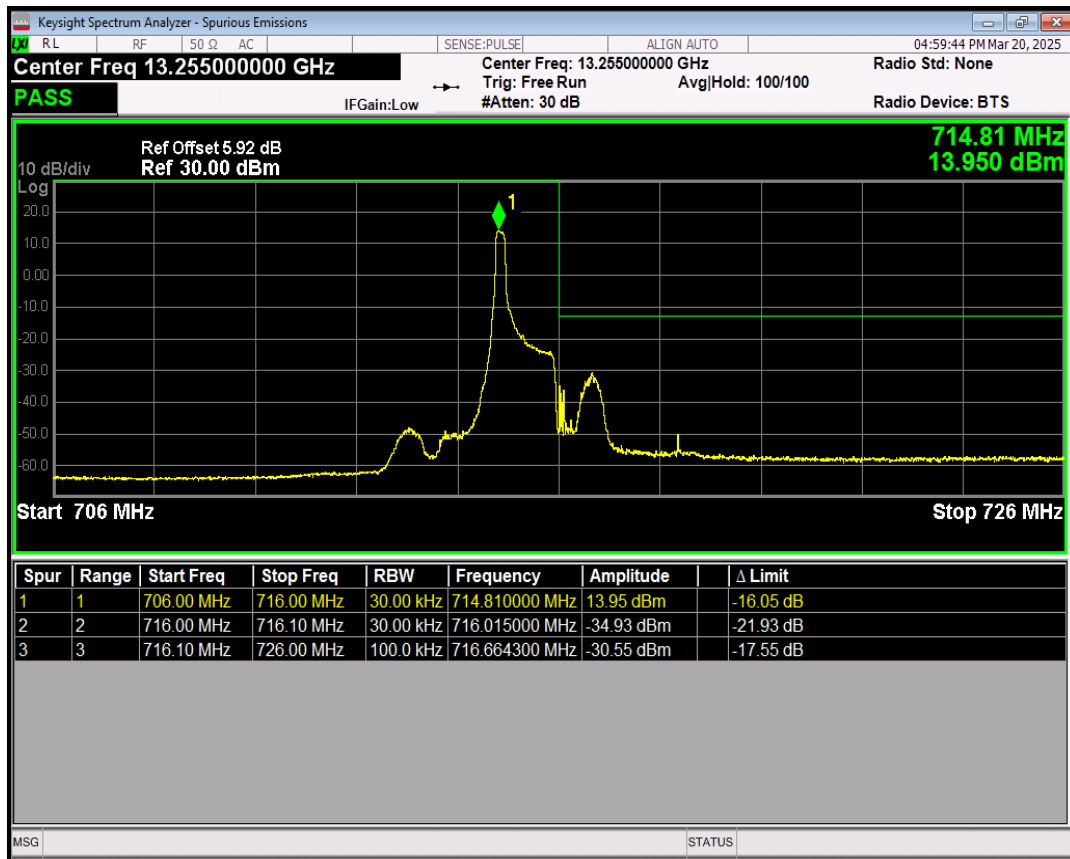 Keysight Spectrum Analyzer - Spurious Emissions
LXI RL RF 50 Ω AC SENSE:PULSE ALIGN AUTO 04:59:44 PM Mar 20, 2025
Center Freq 13.255000000 GHz Center Freq: 13.255000000 GHz Radio Std: None
Trig: Free Run Avg|Hold: 100/100
PASS IFGain:Low #Atten: 30 dB Radio Device: BTS
714.81 MHz
Ref Offset 5.92 dB
13.950 dBm
10 dB/div Ref 30.00 dBm
Log
1
20.0
10.0
0.00
-10.0
-20.0
-30.0
-40.0
-50.0
-60.0
Start 706 MHz Stop 726 MHz
Spur Range Start Freq Stop Freq RBW Frequency Amplitude Δ Limit
1 1 706.00 MHz 716.00 MHz 30.00 kHz 714.810000 MHz 13.95 dBm -16.05 dB
2 2 716.00 MHz 716.10 MHz 30.00 kHz 716.015000 MHz -34.93 dBm -21.93 dB
3 3 716.10 MHz 726.00 MHz 100.0 kHz 716.664300 MHz -30.55 dBm -17.55 dB
MSG STATUS